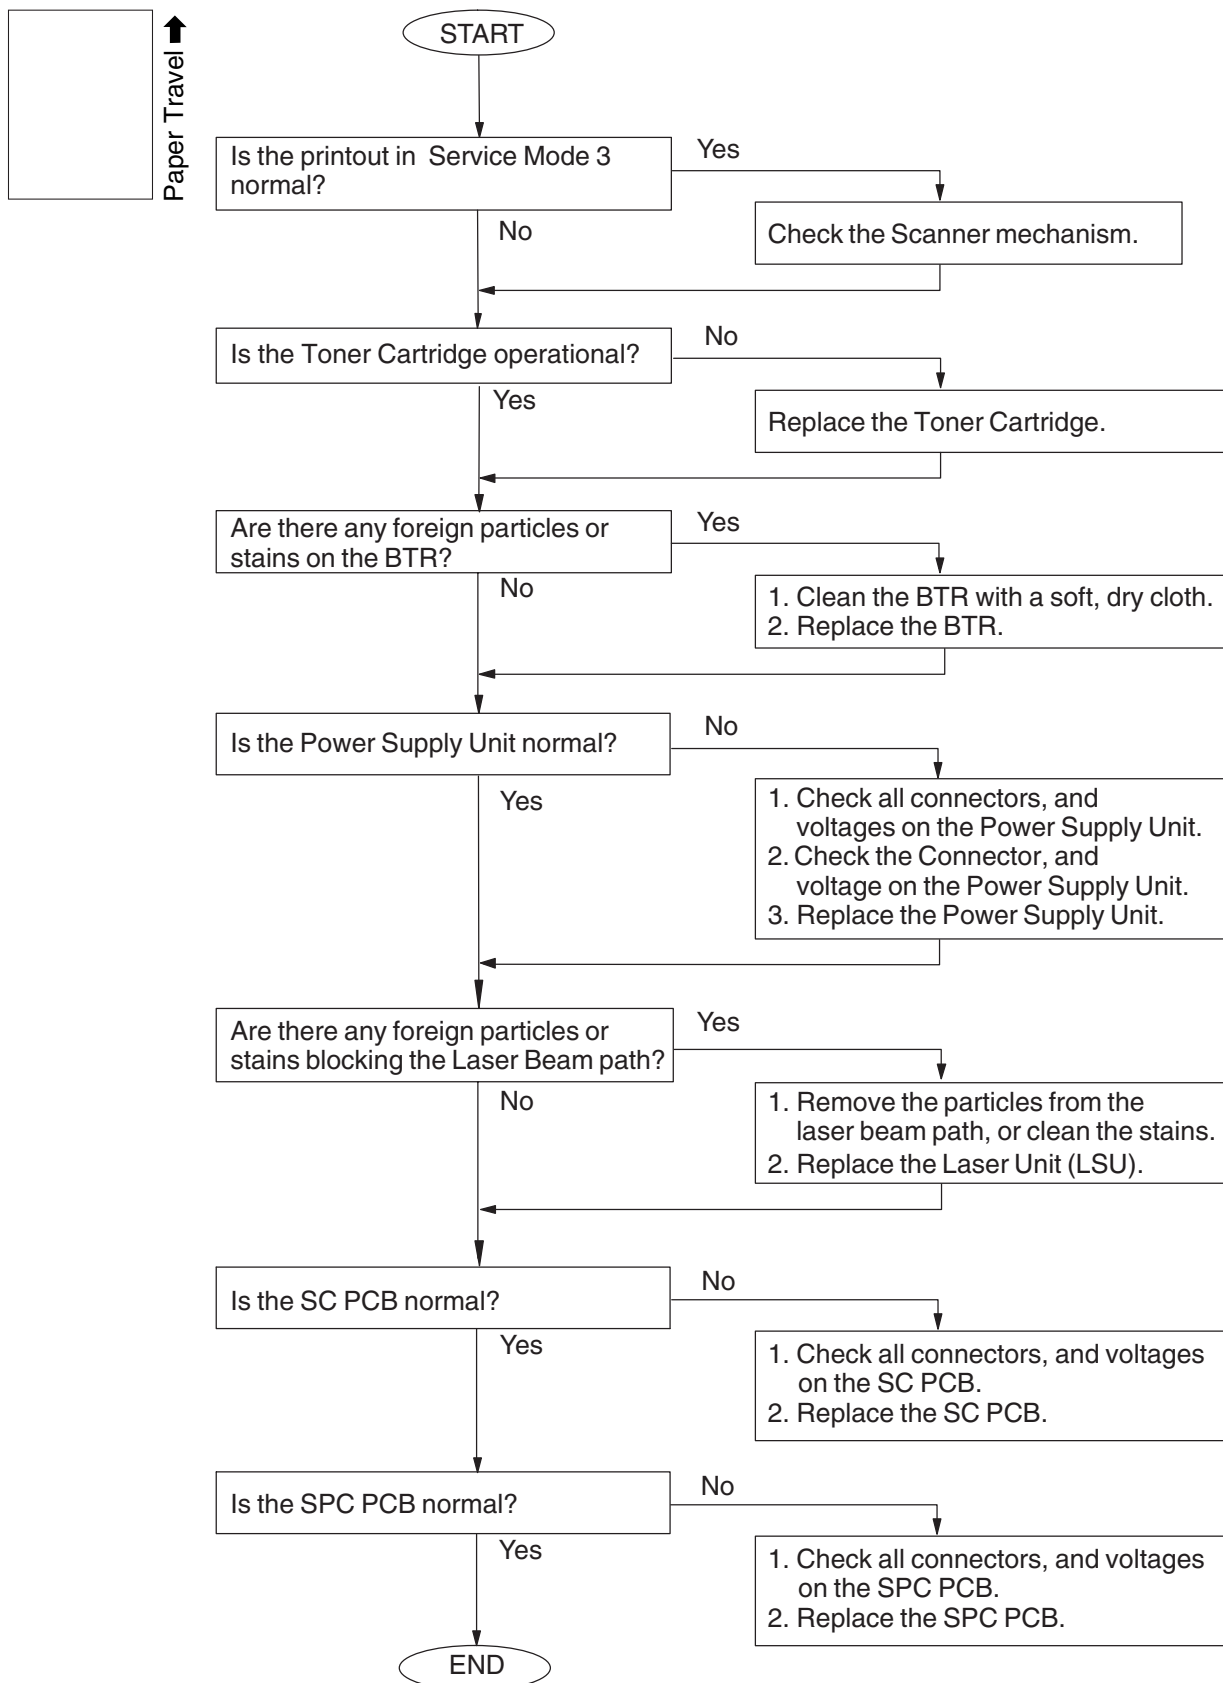 Paper Travel
START
Is the printout in Service Mode 3
normal?
Yes
No
Check the Scanner mechanism.
Is the Toner Cartridge operational?
No
Yes
Replace the Toner Cartridge.
Are there any foreign particles or
stains on the BTR?
Yes
No
1. Clean the BTR with a soft, dry cloth.
2. Replace the BTR.
Is the Power Supply Unit normal?
No
Yes
1. Check all connectors, and
voltages on the Power Supply Unit.
2. Check the Connector, and
voltage on the Power Supply Unit.
3. Replace the Power Supply Unit.
Are there any foreign particles or
stains blocking the Laser Beam path?
Yes
No
1. Remove the particles from the
laser beam path, or clean the stains.
2. Replace the Laser Unit (LSU).
Is the SC PCB normal?
No
Yes
1. Check all connectors, and voltages
on the SC PCB.
2. Replace the SC PCB.
Is the SPC PCB normal?
No
Yes
1. Check all connectors, and voltages
on the SPC PCB.
2. Replace the SPC PCB.
END